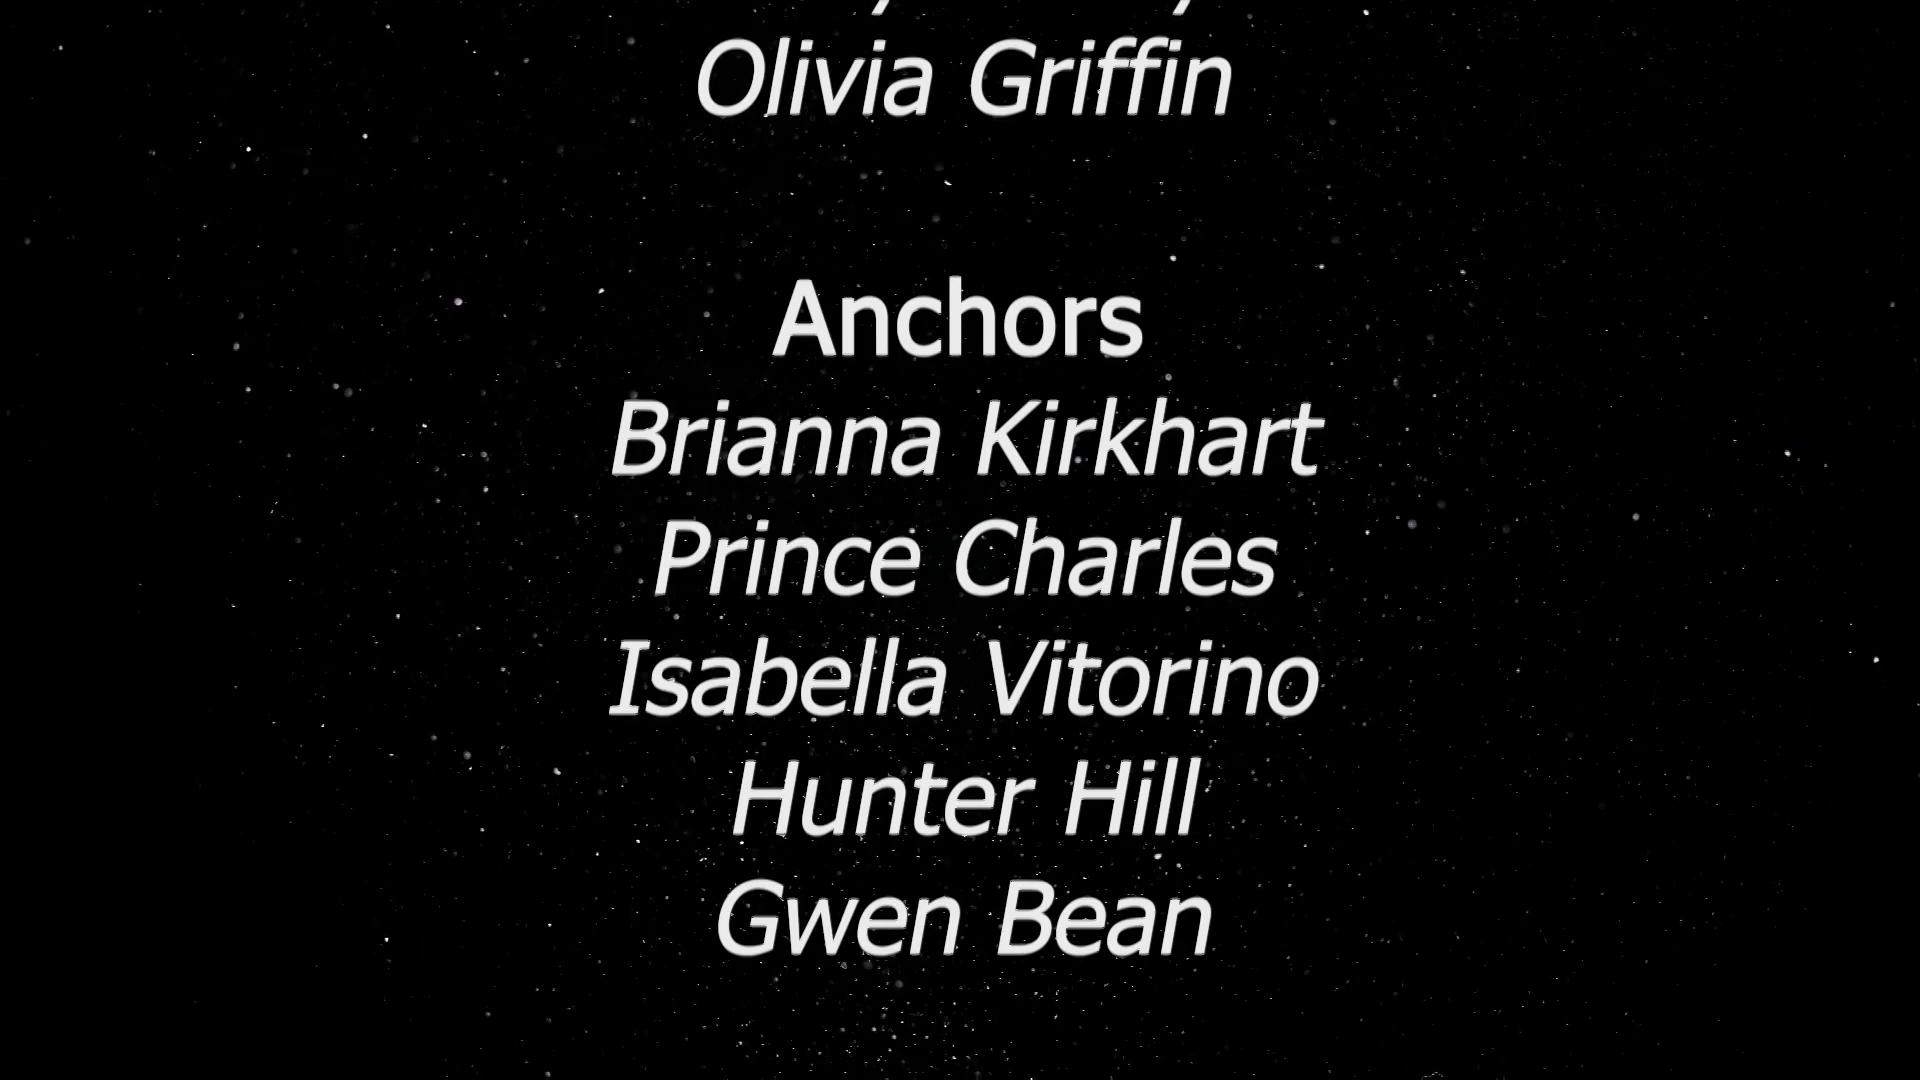 Olivia Griffin
Anchors
Brianna Kirkhart
Prince Charles
Isabella Vitorino
Hunter Hill
Gwen Bean